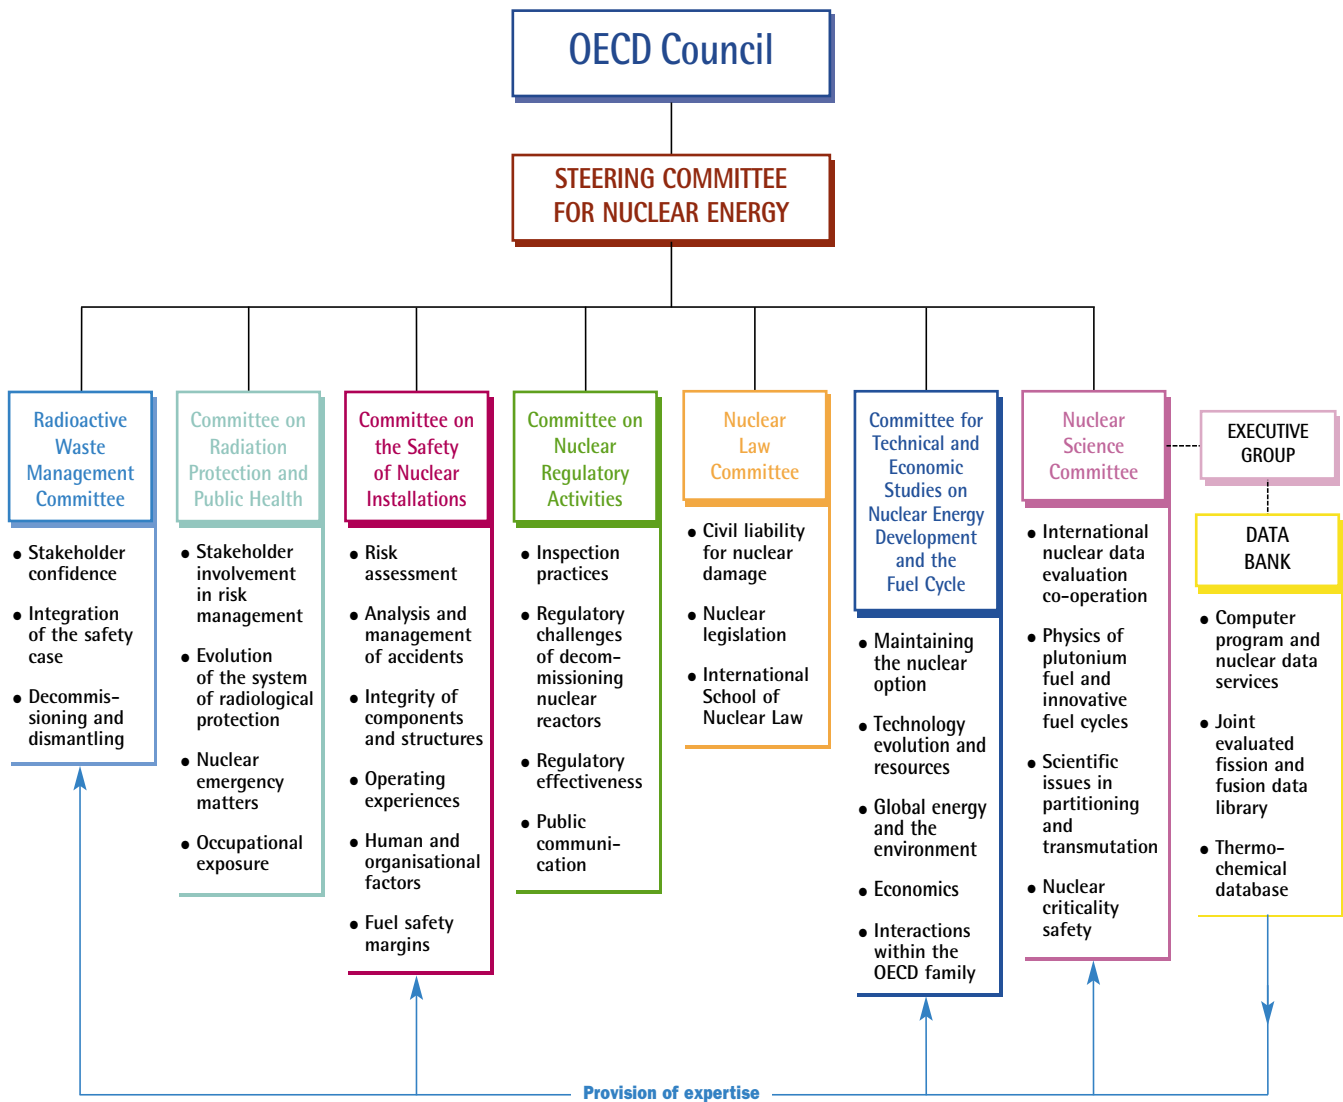 OECD Council
STEERING COMMITTEE
FOR NUCLEAR ENERGY
Radioactive
Waste
Management
Committee
• Stakeholder
confidence
• Integration
of the safety
case
• Decommis-
sioning and
dismantling
Committee on
Radiation
Protection and
Public Health
• Stakeholder
involvement
in risk
management
• Evolution
of the system
of radiological
protection
• Nuclear
emergency
matters
• Occupational
exposure
Committee on
the Safety
of Nuclear
Installations
• Risk
assessment
• Analysis and
management
of accidents
• Integrity of
components
and structures
• Operating
experiences
• Human and
organisational
factors
• Fuel safety
margins
Committee on
Nuclear
Regulatory
Activities
• Inspection
practices
• Regulatory
challenges
of decom-
missioning
nuclear
reactors
• Regulatory
effectiveness
• Public
communi-
cation
Nuclear
Law
Committee
• Civil liability
for nuclear
damage
• Nuclear
legislation
• International
School of
Nuclear Law
Committee for
Technical and
Economic
Studies on
Nuclear Energy
Development
and the
Fuel Cycle
• Maintaining
the nuclear
option
• Technology
evolution and
resources
• Global energy
and the
environment
• Economics
• Interactions
within the
OECD family
Nuclear
Science
Committee
• International
nuclear data
evaluation
co-operation
• Physics of
plutonium
fuel and
innovative
fuel cycles
• Scientific
issues in
partitioning
and
transmutation
• Nuclear
criticality
safety
EXECUTIVE
GROUP
DATA
BANK
• Computer
program and
nuclear data
services
• Joint
evaluated
fission and
fusion data
library
• Thermo-
chemical
database
Provision of expertise